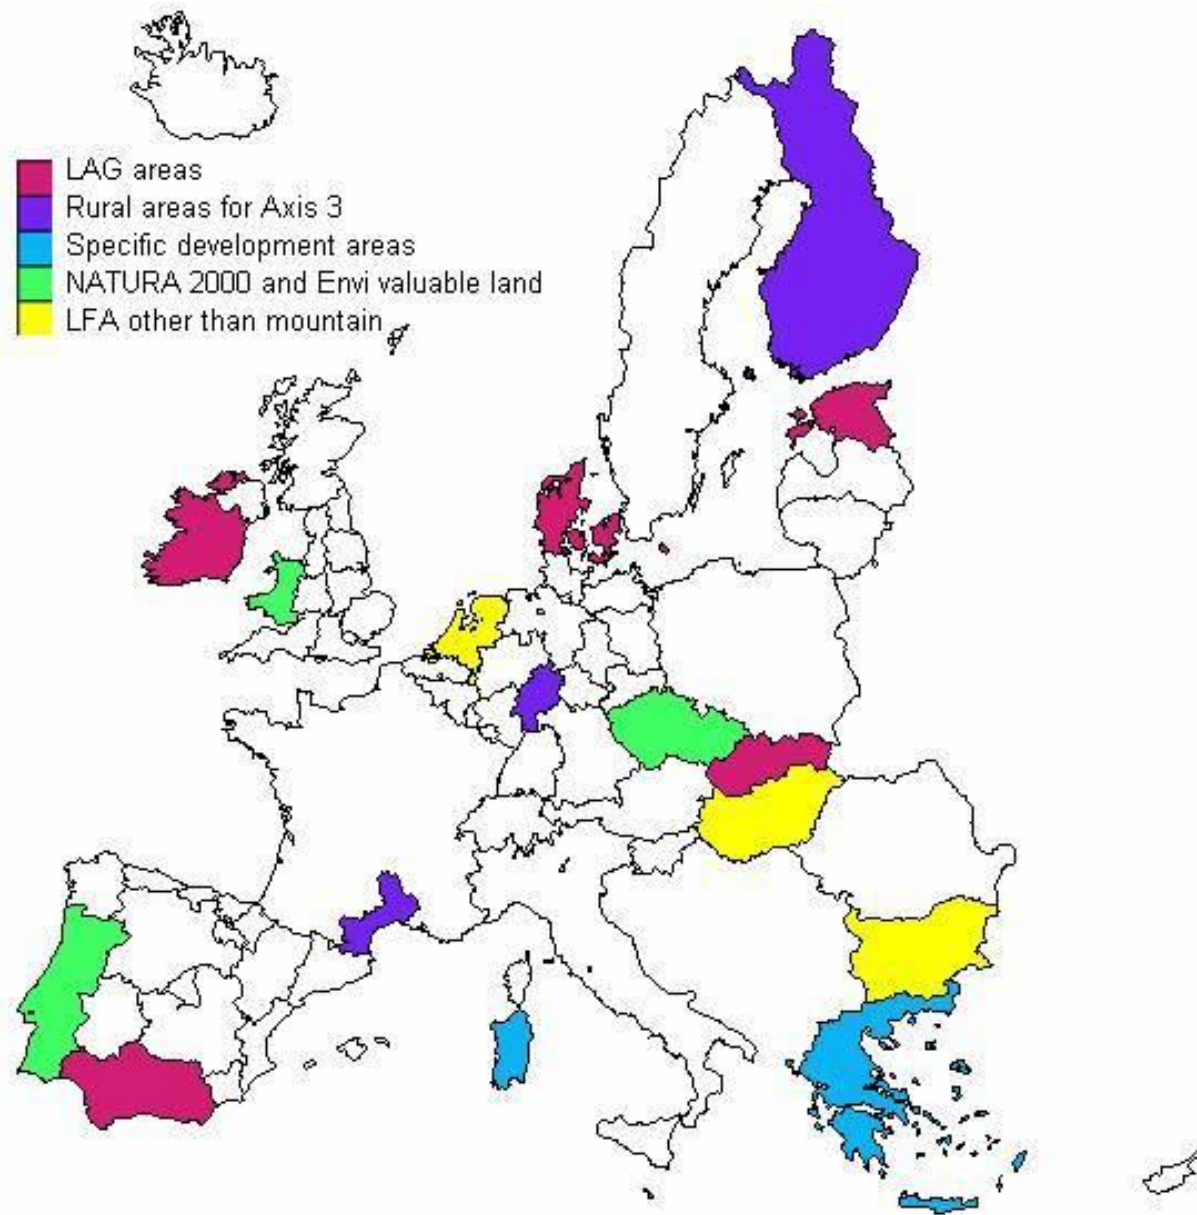 LAG areas
Rural areas for Axis 3
Specific development areas
NATURA 2000 and Envi valuable land
LFA other than mountain